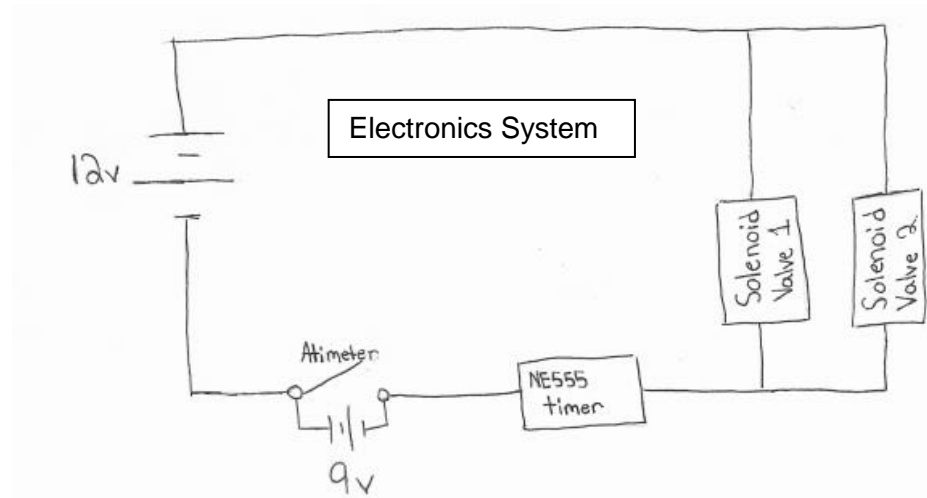 Electronics System
12v
Solenoid
Valve 1
Solenoid
Valve 2
Atimeter
NE555
timer
9v